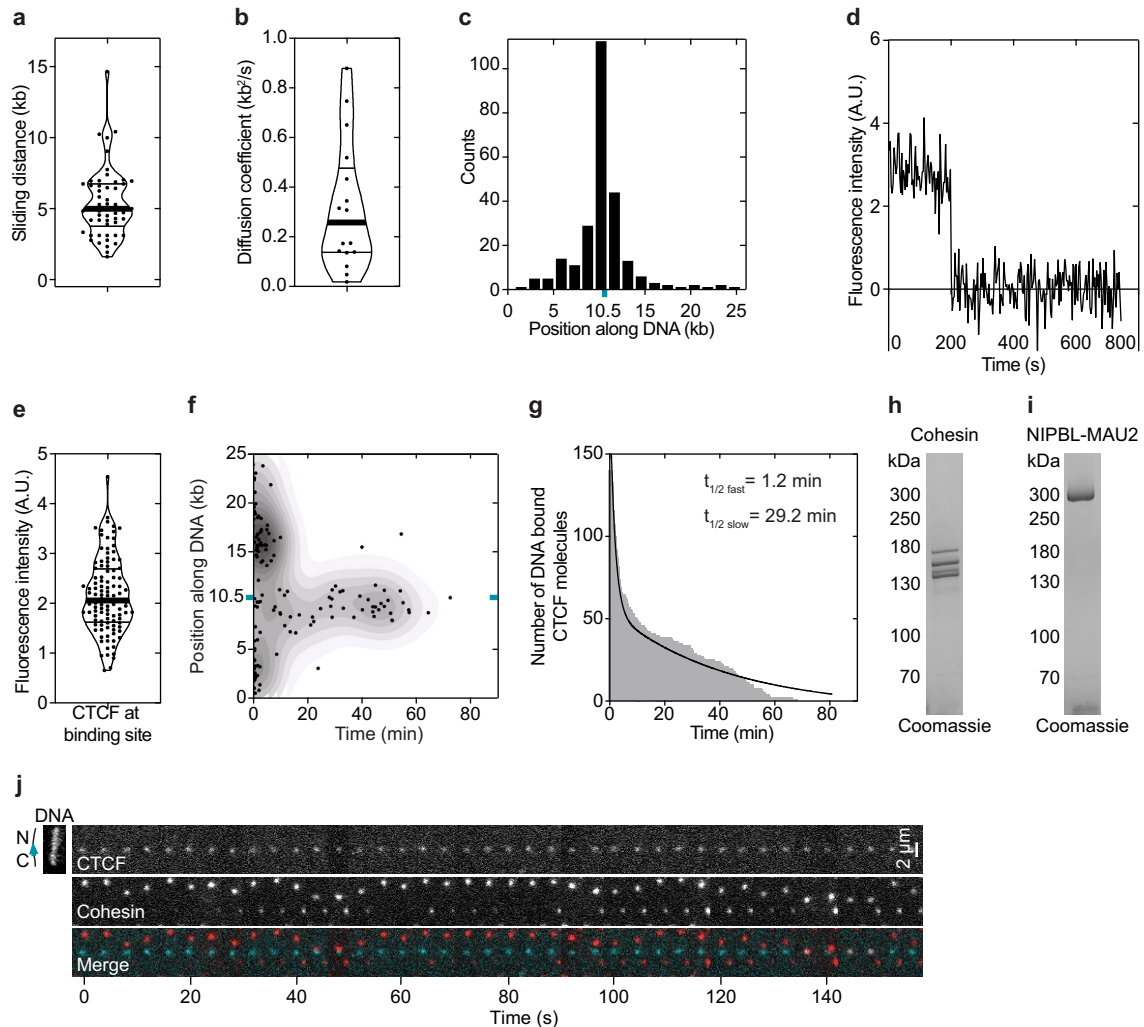 a
Sliding distance (kb)
15
10
5
0
b
Diffusion coefficient (kb²/s)
1.0
0.8
0.6
0.4
0.2
0.0
c
Counts
100
80
60
40
20
0
0 5 10.5 15 20 25
Position along DNA (kb)
d
Fluorescence intensity (A.U.)
6
4
2
0
0 200 400 600 800
Time (s)
e
Fluorescence intensity (A.U.)
5
4
3
2
1
0
CTCF at
binding site
f
Position along DNA (kb)
25
20
15
10.5
5
0
0 20 40 60 80
Time (min)
g
Number of DNA bound
CTCF molecules
150
100
50
0
t1/2 fast= 1.2 min
t1/2 slow= 29.2 min
0 20 40 60 80
Time (min)
h
Cohesin
kDa
300
250
180
130
100
70
Coomassie
i
NIPBL-MAU2
kDa
300
250
180
130
100
70
Coomassie
j
DNA
N
C
CTCF
2 μm
Cohesin
Merge
0 20 40 60 80 100 120 140
Time (s)